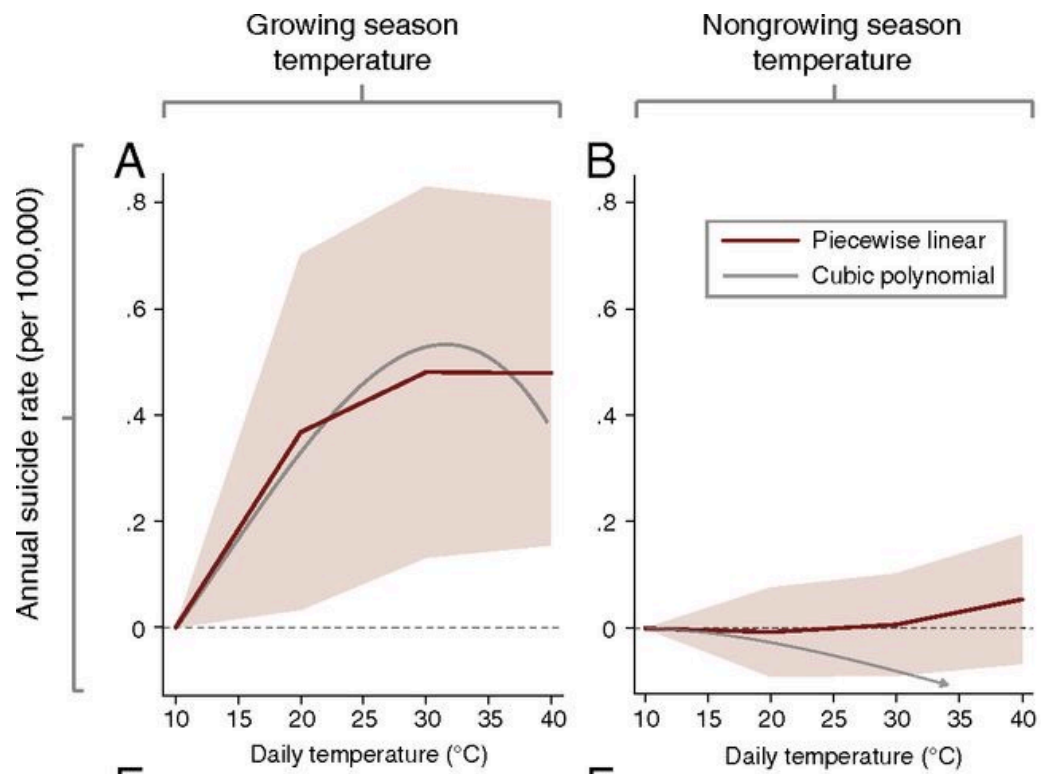 Growing season
temperature
Nongrowing season
temperature
Annual suicide rate (per 100,000)
A
.8
.6
.4
.2
0
10 15 20 25 30 35 40
Daily temperature (°C)
B
.8
.6
.4
.2
0
Piecewise linear
Cubic polynomial
10 15 20 25 30 35 40
Daily temperature (°C)